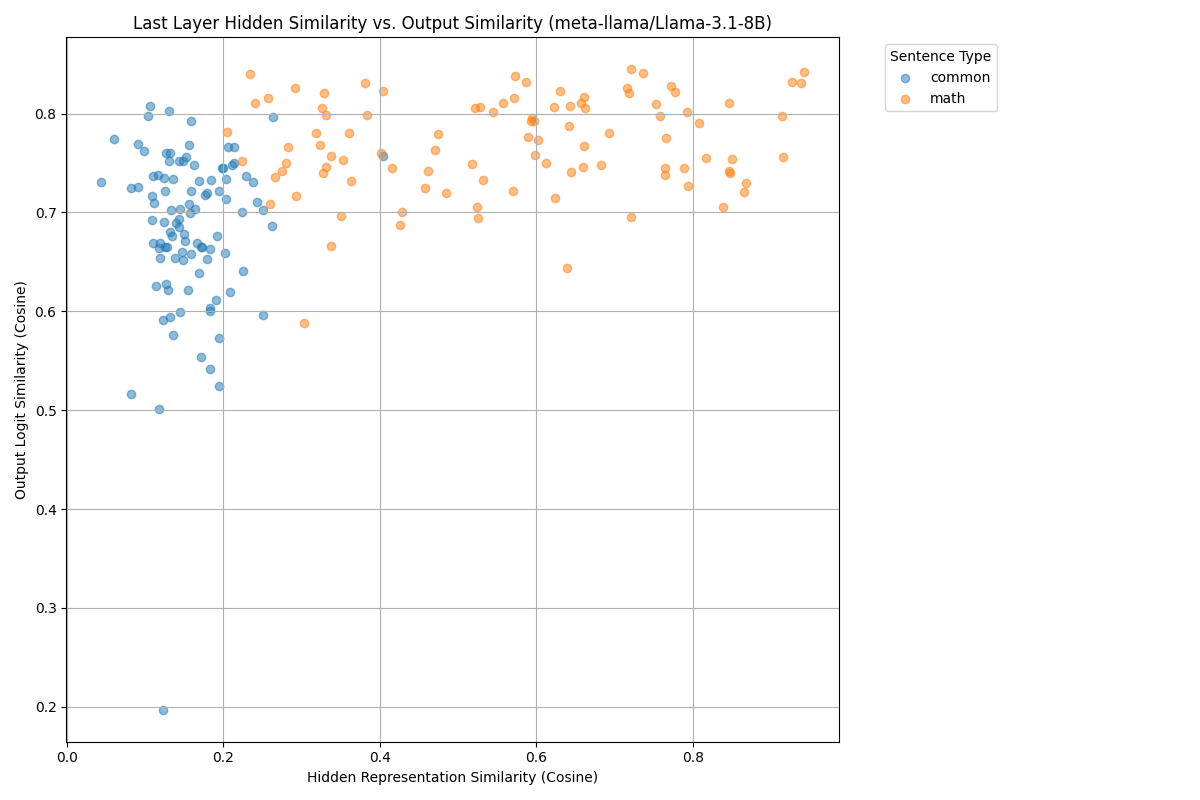 Last Layer Hidden Similarity vs. Output Similarity (meta-llama/Llama-3.1-8B)
Sentence Type
common
math
Output Logit Similarity (Cosine)
0.8
0.7
0.6
0.5
0.4
0.3
0.2
0.0 0.2 0.4 0.6 0.8
Hidden Representation Similarity (Cosine)